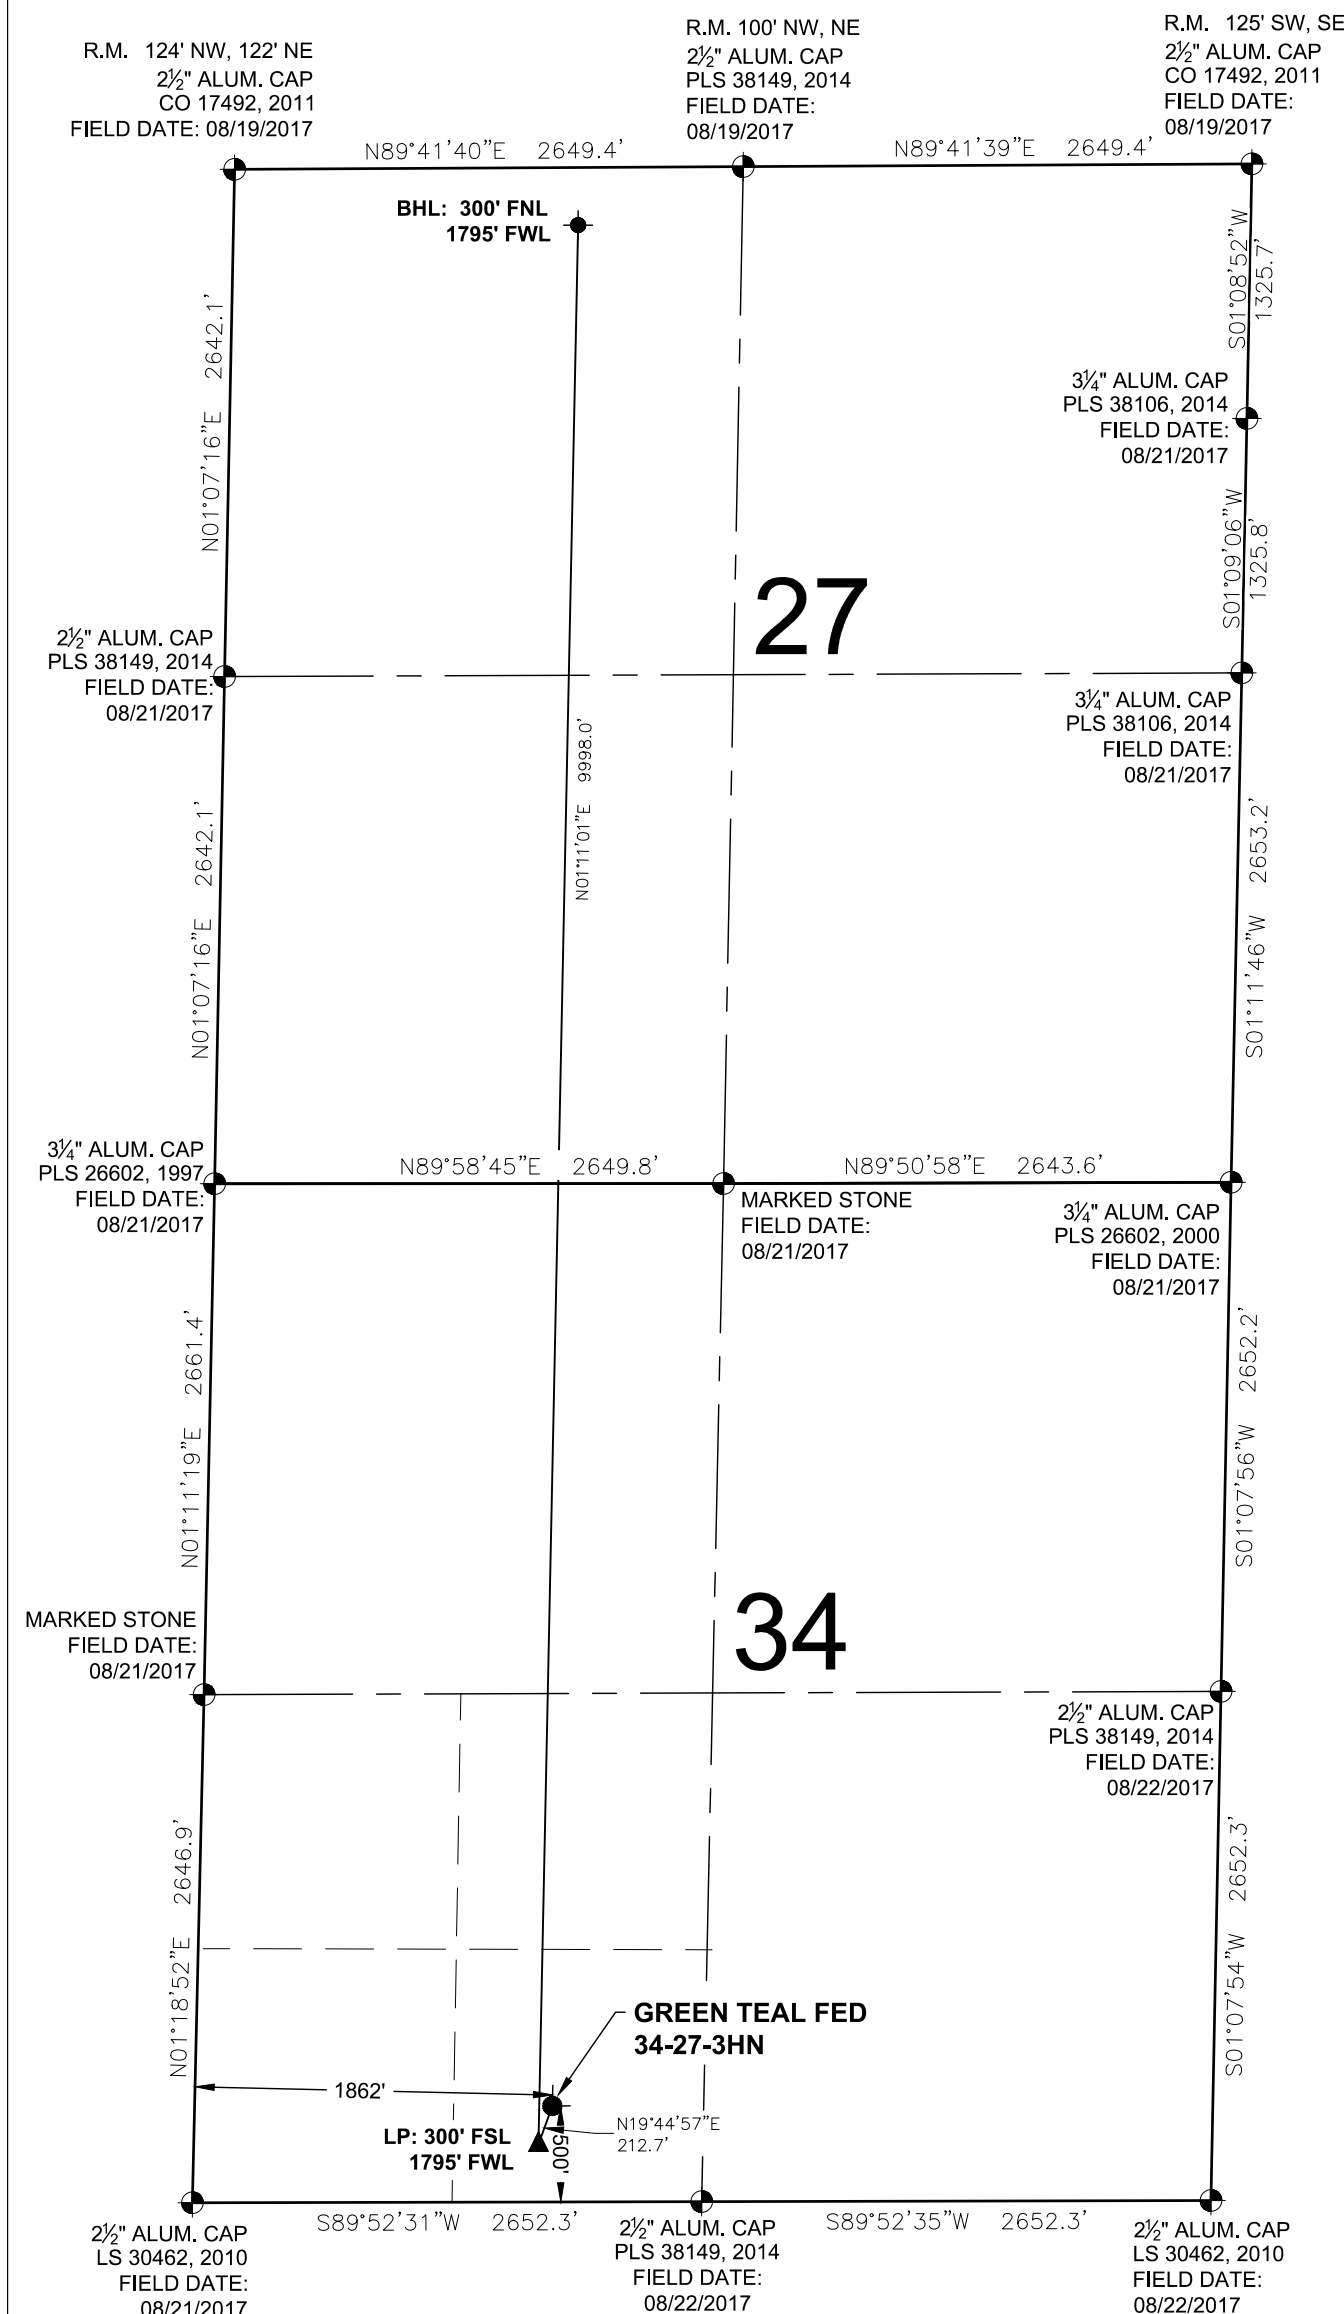 R.M. 124' NW, 122' NE
2½" ALUM. CAP
CO 17492, 2011
FIELD DATE: 08/19/2017
R.M. 100' NW, NE
2½" ALUM. CAP
PLS 38149, 2014
FIELD DATE:
08/19/2017
R.M. 125' SW, SE
2½" ALUM. CAP
CO 17492, 2011
FIELD DATE:
08/19/2017
N89°41'40"E 2649.4'
N89°41'39"E 2649.4'
BHL: 300' FNL
1795' FWL
N01°07'16"E 2642.1'
S01°08'52"W
1325.7'
3¼" ALUM. CAP
PLS 38106, 2014
FIELD DATE:
08/21/2017
S01°09'06"W
1325.8'
27
2½" ALUM. CAP
PLS 38149, 2014
FIELD DATE:
08/21/2017
3¼" ALUM. CAP
PLS 38106, 2014
FIELD DATE:
08/21/2017
N01°11'01"E 9998.0'
N01°07'16"E 2642.1'
S01°11'46"W 2653.2'
3¼" ALUM. CAP
PLS 26602, 1997
FIELD DATE:
08/21/2017
N89°58'45"E 2649.8'
N89°50'58"E 2643.6'
MARKED STONE
FIELD DATE:
08/21/2017
3¼" ALUM. CAP
PLS 26602, 2000
FIELD DATE:
08/21/2017
N01°11'19"E 2661.4'
S01°07'56"W 2652.2'
34
MARKED STONE
FIELD DATE:
08/21/2017
2½" ALUM. CAP
PLS 38149, 2014
FIELD DATE:
08/22/2017
N01°18'52"E 2646.9'
S01°07'54"W 2652.3'
GREEN TEAL FED
34-27-3HN
1862'
N19°44'57"E
212.7'
LP: 300' FSL
1795' FWL
500'
S89°52'31"W 2652.3'
S89°52'35"W 2652.3'
2½" ALUM. CAP
LS 30462, 2010
FIELD DATE:
08/21/2017
2½" ALUM. CAP
PLS 38149, 2014
FIELD DATE:
08/22/2017
2½" ALUM. CAP
LS 30462, 2010
FIELD DATE:
08/22/2017